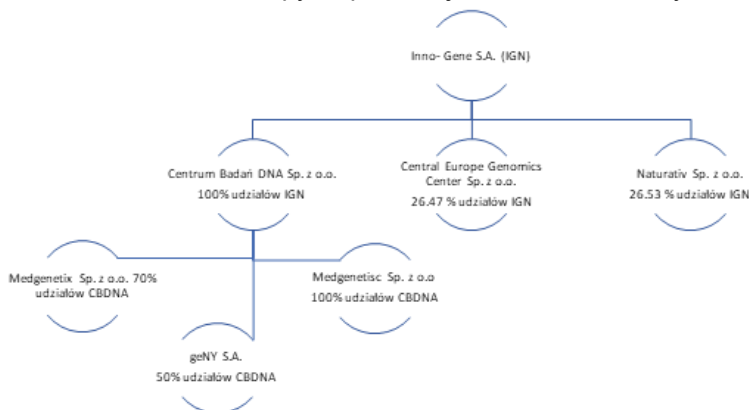 Inno- Gene S.A. (IGN)
Centrum Badań DNA Sp. z o.o.
100% udziałów IGN
Central Europe Genomics
Center Sp. z o.o.
26.47 % udziałów IGN
Naturativ Sp. z o.o.
26.53 % udziałów IGN
Medgenetix Sp. z o.o. 70%
udziałów CBDNA
Medgenetisc Sp. z o.o
100% udziałów CBDNA
geNY S.A.
50% udziałów CBDNA